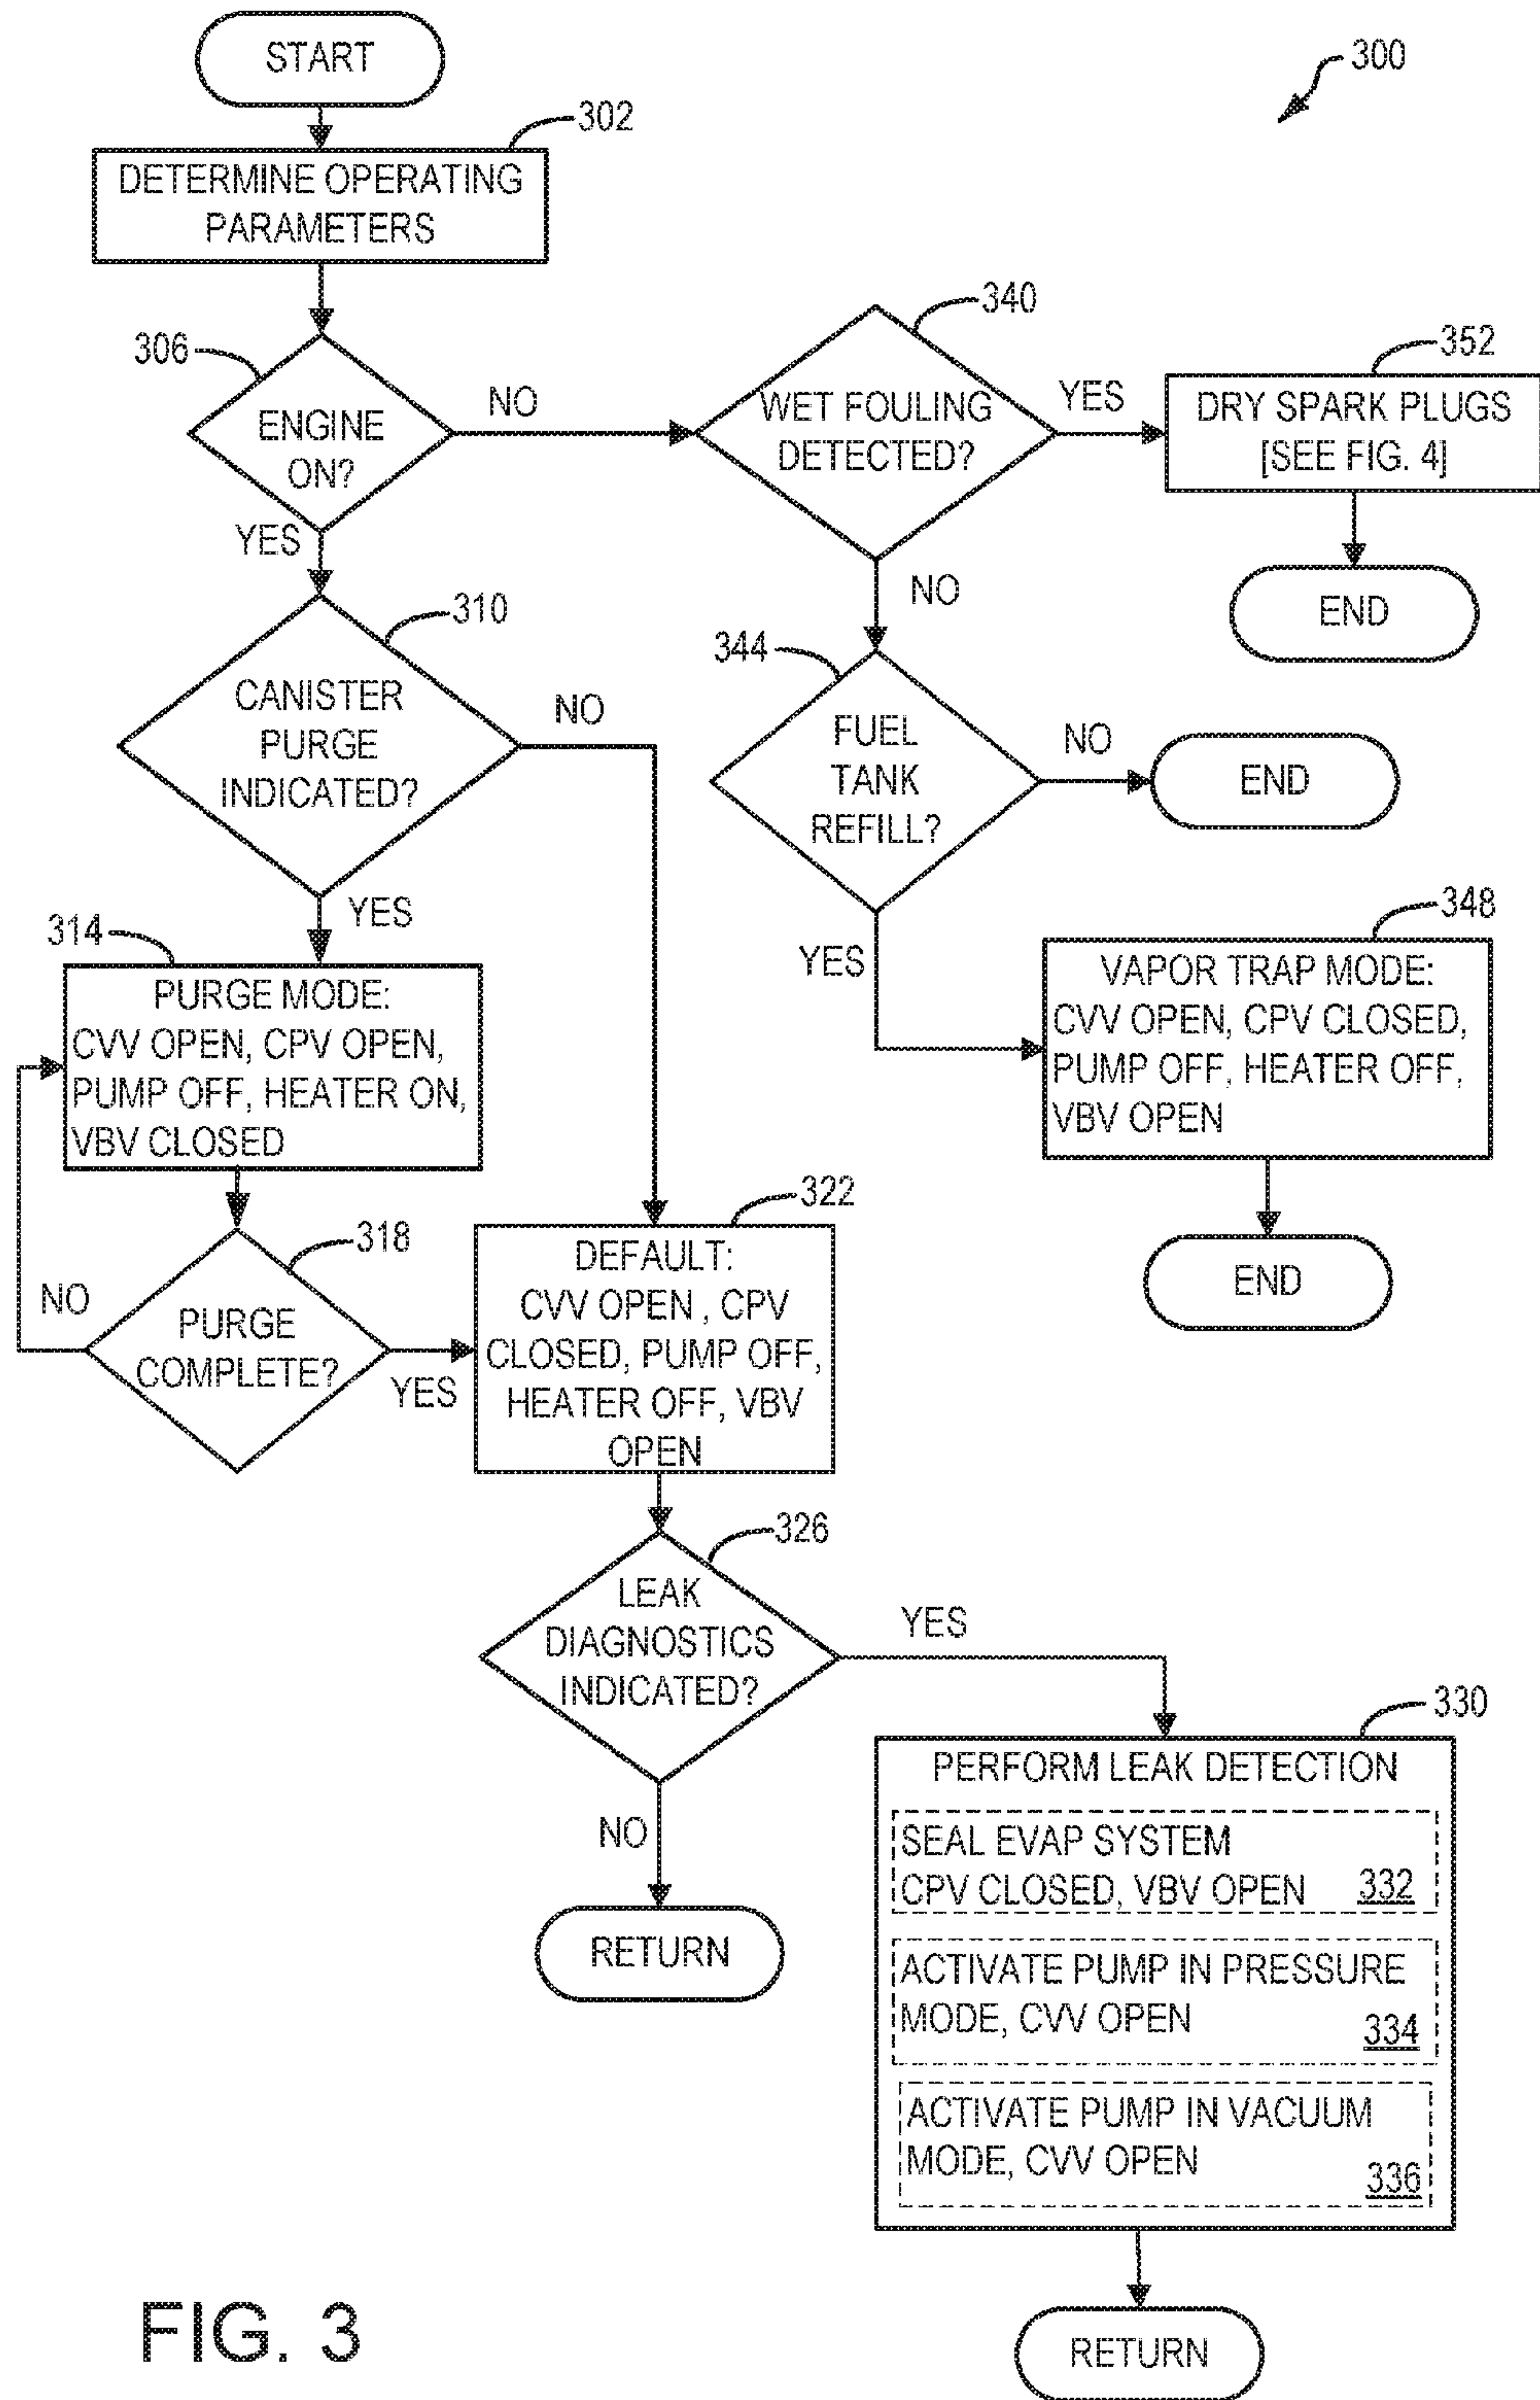 START
300
302
DETERMINE OPERATING
PARAMETERS
306
ENGINE
ON?
NO
YES
340
WET FOULING
DETECTED?
YES
352
DRY SPARK PLUGS
[SEE FIG. 4]
END
NO
310
CANISTER
PURGE
INDICATED?
NO
YES
344
FUEL
TANK
REFILL?
NO
END
YES
348
VAPOR TRAP MODE:
CVV OPEN, CPV CLOSED,
PUMP OFF, HEATER OFF,
VBV OPEN
END
314
PURGE MODE:
CVV OPEN, CPV OPEN,
PUMP OFF, HEATER ON,
VBV CLOSED
318
PURGE
COMPLETE?
NO
YES
322
DEFAULT:
CVV OPEN , CPV
CLOSED, PUMP OFF,
HEATER OFF, VBV
OPEN
326
LEAK
DIAGNOSTICS
INDICATED?
YES
NO
RETURN
330
PERFORM LEAK DETECTION
SEAL EVAP SYSTEM
CPV CLOSED, VBV OPEN 332
ACTIVATE PUMP IN PRESSURE
MODE, CVV OPEN 334
ACTIVATE PUMP IN VACUUM
MODE, CVV OPEN 336
RETURN
FIG. 3